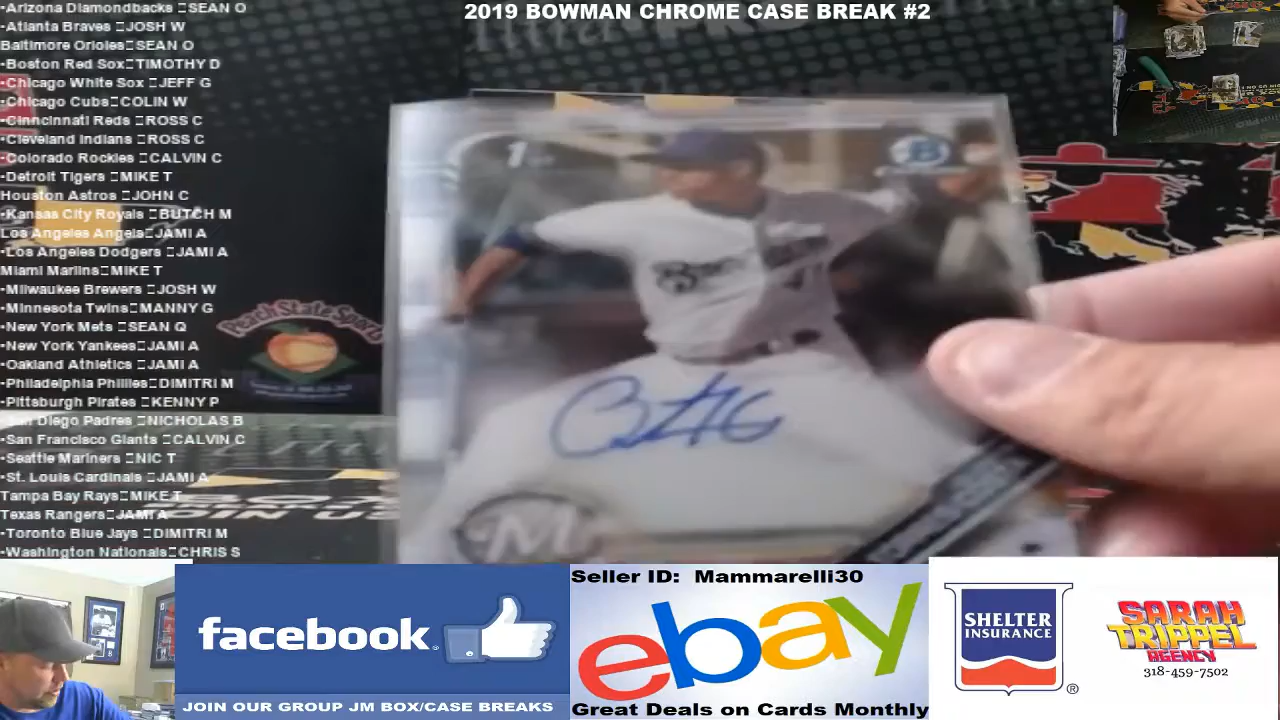 2019 BOWMAN CHROME CASE BREAK #2
•Arizona Diamondbacks SEAN O
•Atlanta Braves JOSH W
Baltimore Orioles SEAN O
•Boston Red Sox TIMOTHY D
•Chicago White Sox JEFF G
•Chicago Cubs COLIN W
•Cinncinnati Reds ROSS C
•Cleveland Indians ROSS C
•Colorado Rockies CALVIN C
•Detroit Tigers MIKE T
Houston Astros JOHN C
•Kansas City Royals BUTCH M
Los Angeles Angels JAMI A
•Los Angeles Dodgers JAMI A
Miami Marlins MIKE T
•Milwaukee Brewers JOSH W
•Minnesota Twins MANNY G
•New York Mets SEAN Q
•New York Yankees JAMI A
•Oakland Athletics JAMI A
•Philadelphia Phillies DIMITRI M
•Pittsburgh Pirates KENNY P
•San Diego Padres NICHOLAS B
•San Francisco Giants CALVIN C
•Seattle Mariners NIC T
•St. Louis Cardinals JAMI A
Tampa Bay Rays MIKE T
Texas Rangers JAMI A
•Toronto Blue Jays DIMITRI M
•Washington Nationals CHRIS S
Peach State Sports
1st
B
M
JOIN US
facebook
JOIN OUR GROUP JM BOX/CASE BREAKS
Seller ID: Mammarelli30
ebay
Great Deals on Cards Monthly
SHELTER
INSURANCE
®
SARAH
TRIPPEL
AGENCY
318-459-7502